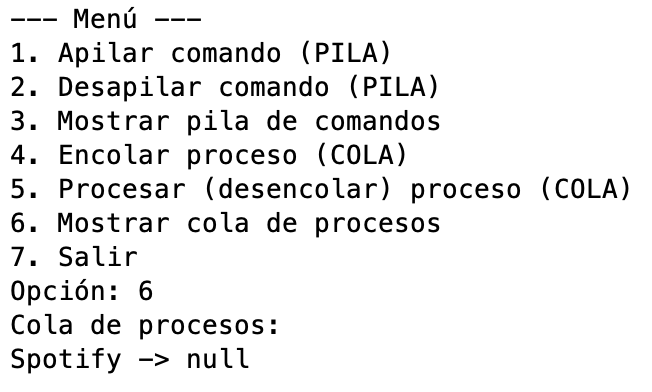 --- Menú ---
1. Apilar comando (PILA)
2. Desapilar comando (PILA)
3. Mostrar pila de comandos
4. Encolar proceso (COLA)
5. Procesar (desencolar) proceso (COLA)
6. Mostrar cola de procesos
7. Salir
Opción: 6
Cola de procesos:
Spotify -> null